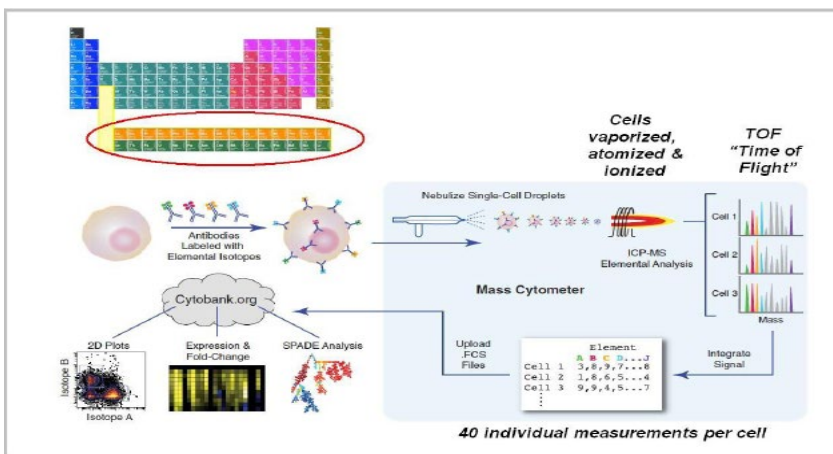 Cells
vaporized,
atomized &
ionized
TOF
"Time of
Flight"
Nebulize Single-Cell Droplets
Antibodies
Labeled with
Elemental Isotopes
ICP-MS
Elemental Analysis
Cell 1
Cell 2
Cell 3
Mass
Mass Cytometer
Cytobank.org
2D Plots
Expression &
Fold-Change
SPADE Analysis
Isotope B
Isotope A
Upload
.FCS
Files
Integrate
Signal
Element
A B C D...J
Cell 1 3,8,9,7...8
Cell 2 1,8,6,5...4
Cell 3 9,9,4,5...7
40 individual measurements per cell